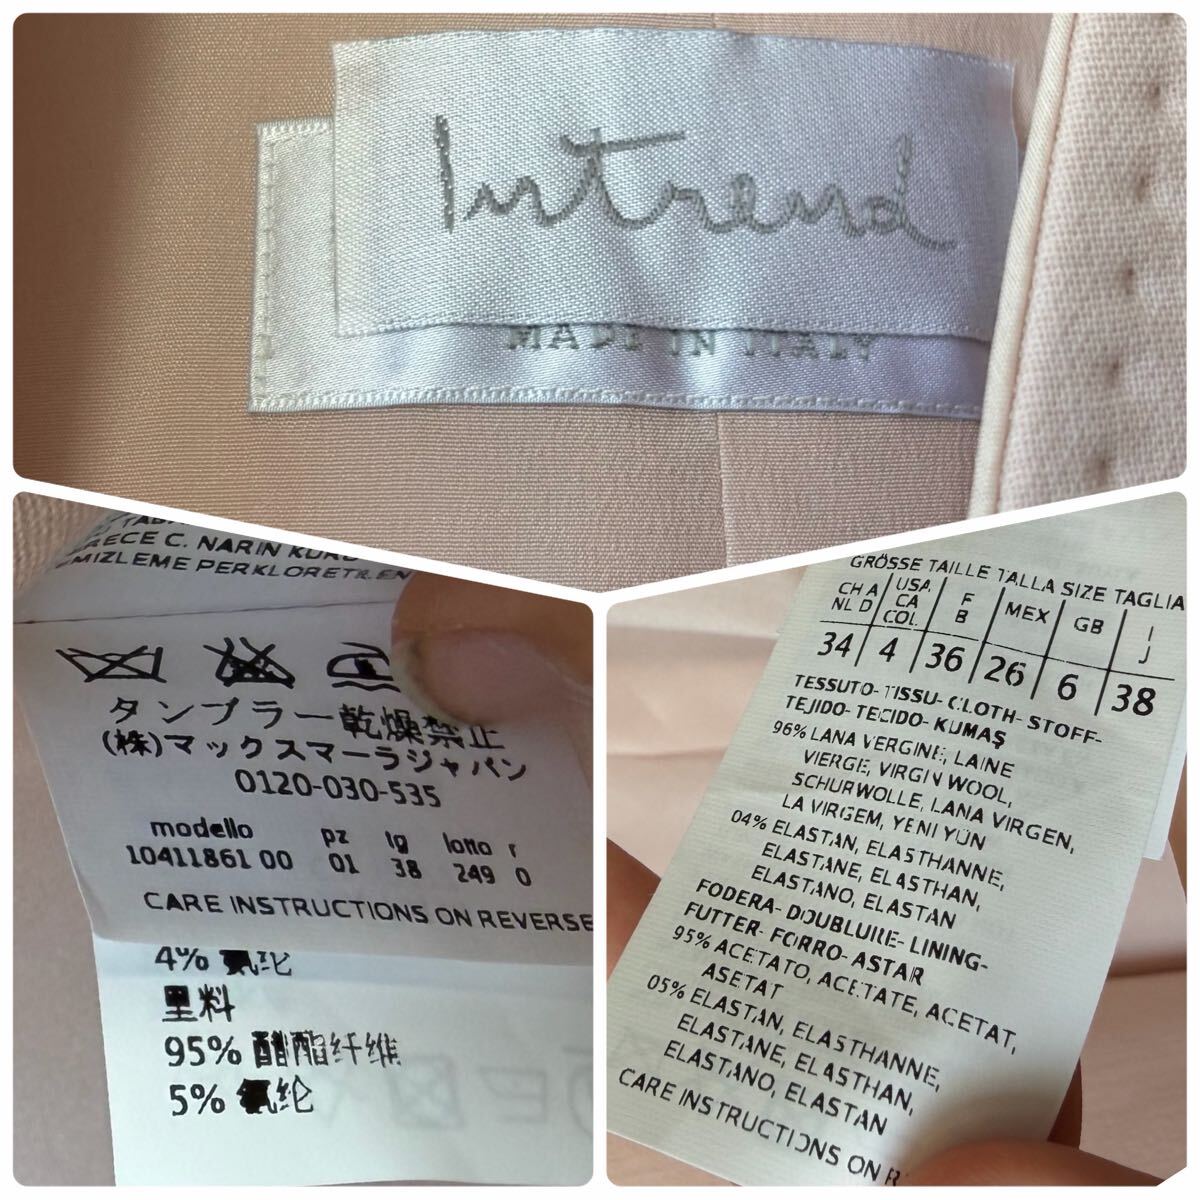 Intrend
MADE IN ITALY
RECE C. NARIN KURU
MIZLEME PERKLORETILEN
タンブラー乾燥禁止
(株)マックスマーラジャパン
0120-030-535
modello pz lg lotto r
10411861 00 01 38 249 0
CARE INSTRUCTIONS ON REVERSE
4% 氨纶
里料
95% 醋酯纤维
5% 氨纶
GRÖSSE TAILLE TALLA SIZE TAGLIA
CH A NL D USA CA COL. F B MEX GB I J
34 4 36 26 6 38
TESSUTO- TISSU- CLOTH- STOFF-
TEJIDO- TECIDO- KUMAŞ
96% LANA VERGINE, LAINE
VIERGE, VIRGIN WOOL,
SCHURWOLLE, LANA VIRGEN,
LA VIRGEM, YENI YÜN
04% ELASTAN, ELASTHANNE,
ELASTANE, ELASTHAN,
ELASTANO, ELASTAN
FODERA- DOUBLURE- LINING-
FUTTER- FORRO- ASTAR
95% ACETATO, ACETATE, ACETAT,
ASETAT
05% ELASTAN, ELASTHANNE,
ELASTANE, ELASTHAN,
ELASTANO, ELASTAN
CARE INSTRUCTIONS ON R